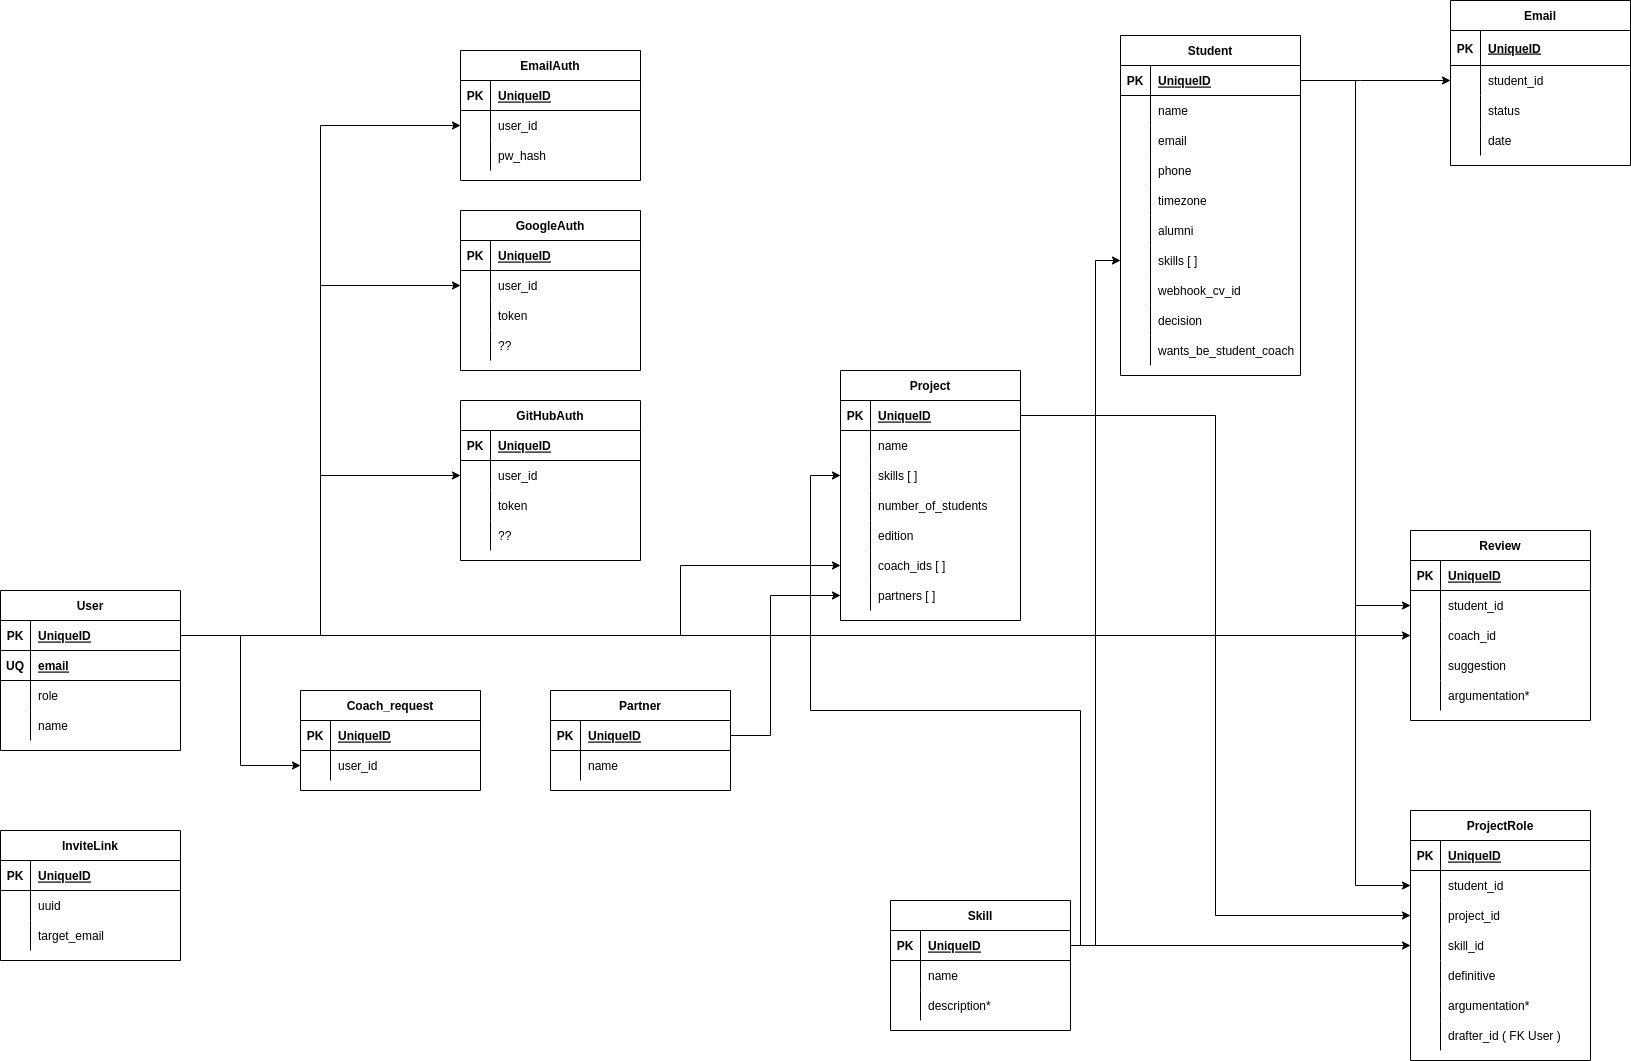 EmailAuth
PK UniqueID
user_id
pw_hash
GoogleAuth
PK UniqueID
user_id
token
??
GitHubAuth
PK UniqueID
user_id
token
??
User
PK UniqueID
UQ email
role
name
Coach_request
PK UniqueID
user_id
Partner
PK UniqueID
name
InviteLink
PK UniqueID
uuid
target_email
Project
PK UniqueID
name
skills [ ]
number_of_students
edition
coach_ids [ ]
partners [ ]
Skill
PK UniqueID
name
description*
Student
PK UniqueID
name
email
phone
timezone
alumni
skills [ ]
webhook_cv_id
decision
wants_be_student_coach
Email
PK UniqueID
student_id
status
date
Review
PK UniqueID
student_id
coach_id
suggestion
argumentation*
ProjectRole
PK UniqueID
student_id
project_id
skill_id
definitive
argumentation*
drafter_id ( FK User )